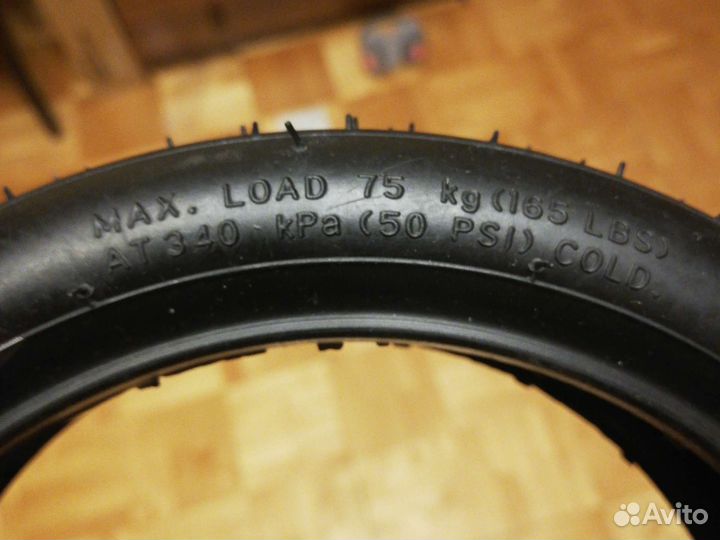 MAX. LOAD 75 kg (165 LBS)
AT 340 kPa (50 PSI) COLD.
Avito